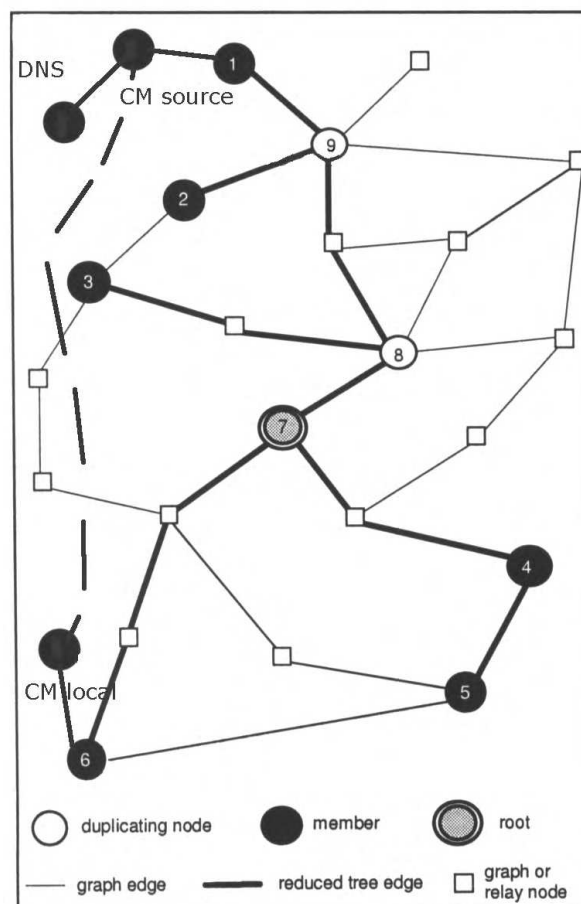 DNS
1
CM source
9
2
3
8
7
4
CM local
5
6
duplicating node
member
root
graph edge
reduced tree edge
graph or
relay node